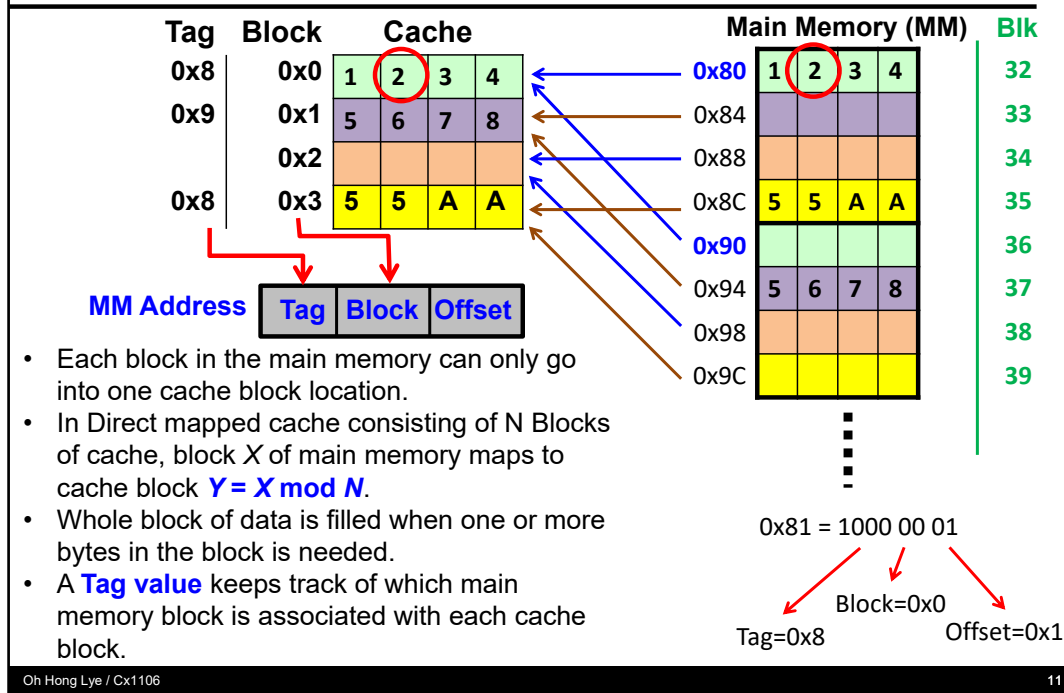 Tag Block Cache Main Memory (MM) Blk
0x8 0x0 1 2 3 4 0x80 1 2 3 4 32
0x9 0x1 5 6 7 8 0x84 33
0x2 0x88 34
0x8 0x3 5 5 A A 0x8C 5 5 A A 35
0x90 36
MM Address Tag Block Offset 0x94 5 6 7 8 37
0x98 38
0x9C 39
• Each block in the main memory can only go
into one cache block location.
• In Direct mapped cache consisting of N Blocks
of cache, block X of main memory maps to
cache block Y = X mod N.
• Whole block of data is filled when one or more
bytes in the block is needed.
• A Tag value keeps track of which main
memory block is associated with each cache
block.
0x81 = 1000 00 01
Block=0x0
Tag=0x8 Offset=0x1
Oh Hong Lye / Cx1106 11